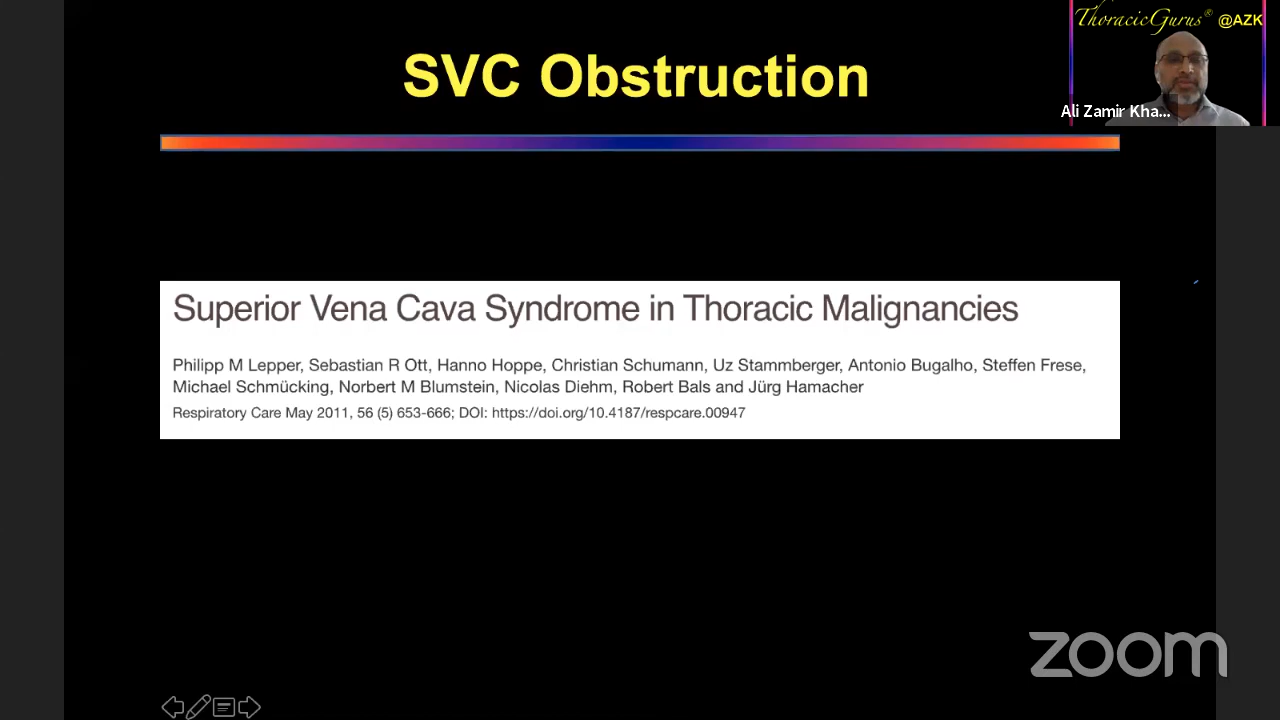 ThoracicGurus® @AZK
SVC Obstruction
Ali Zamir Kha...
Superior Vena Cava Syndrome in Thoracic Malignancies
Philipp M Lepper, Sebastian R Ott, Hanno Hoppe, Christian Schumann, Uz Stammberger, Antonio Bugalho, Steffen Frese,
Michael Schmücking, Norbert M Blumstein, Nicolas Diehm, Robert Bals and Jürg Hamacher
Respiratory Care May 2011, 56 (5) 653-666; DOI: https://doi.org/10.4187/respcare.00947
zoom